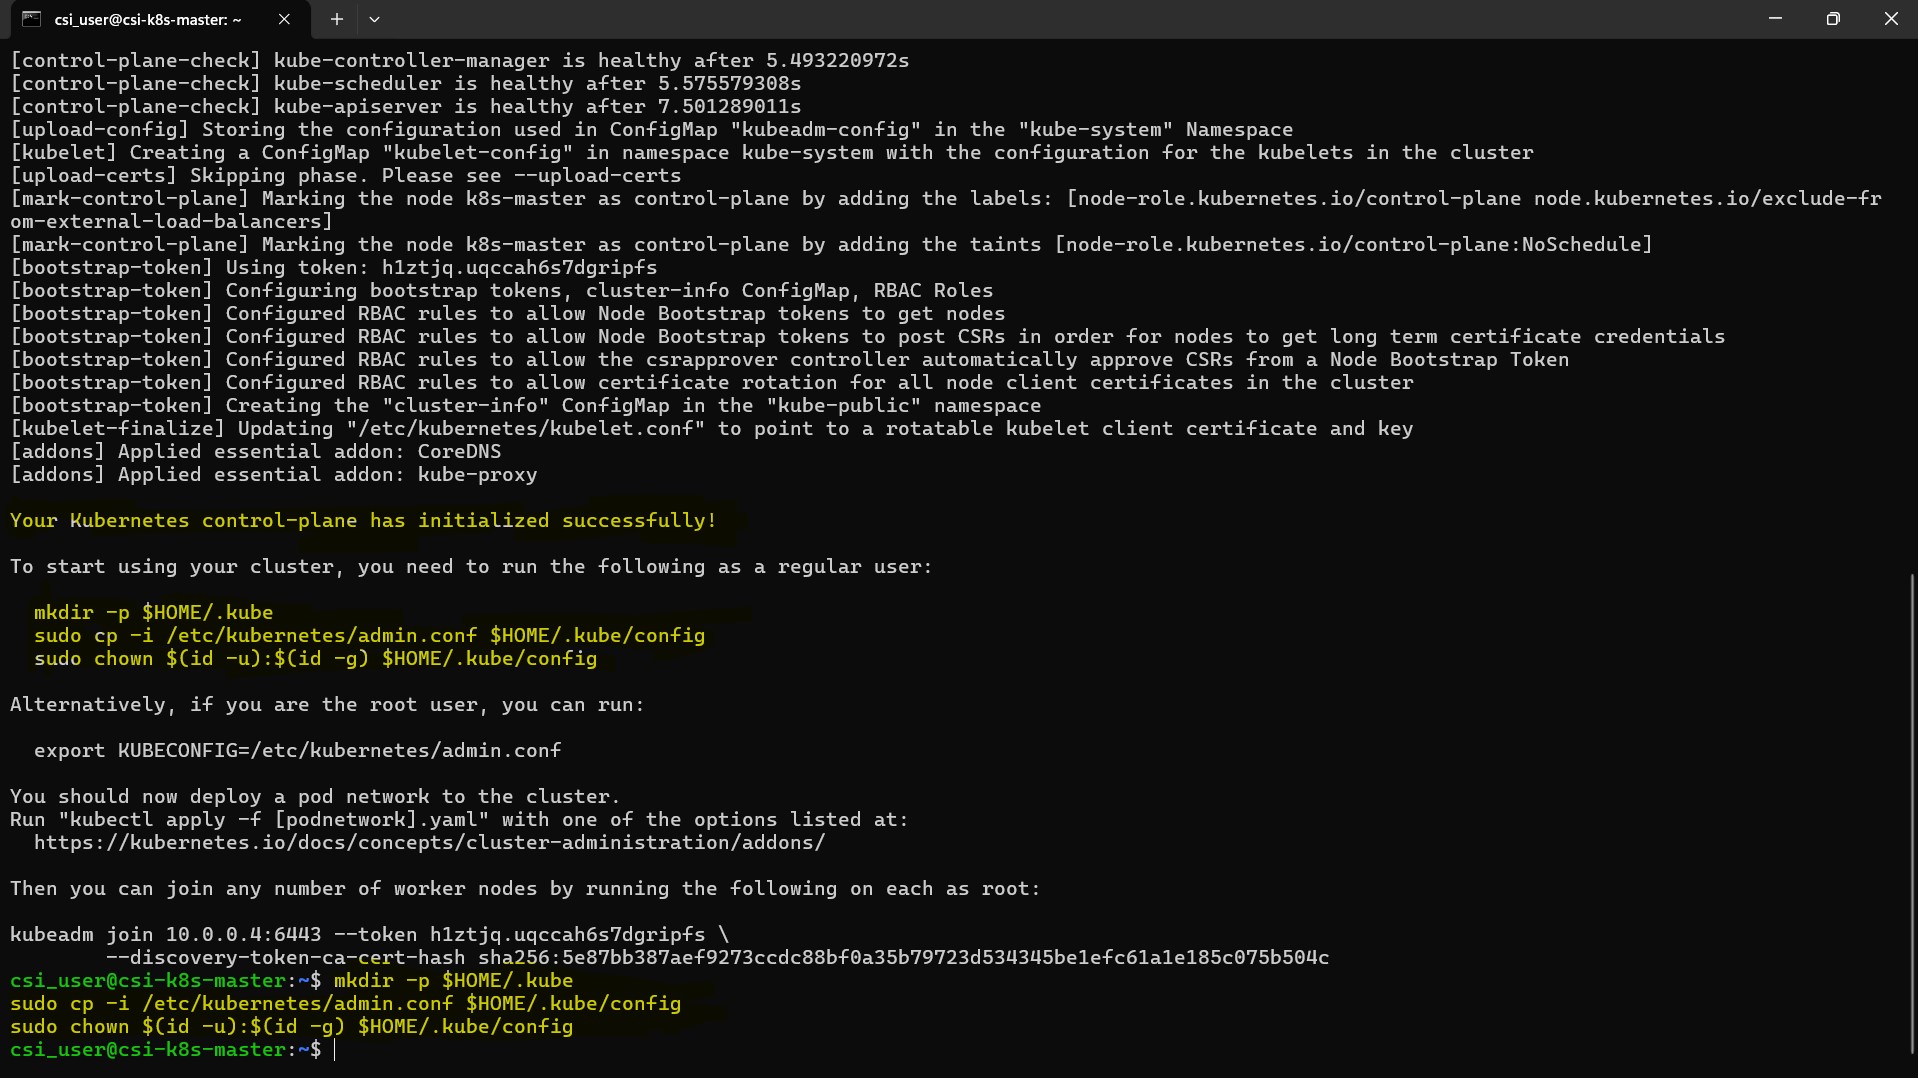 csi_user@csi-k8s-master: ~
[control-plane-check] kube-controller-manager is healthy after 5.493220972s
[control-plane-check] kube-scheduler is healthy after 5.575579308s
[control-plane-check] kube-apiserver is healthy after 7.501289011s
[upload-config] Storing the configuration used in ConfigMap "kubeadm-config" in the "kube-system" Namespace
[kubelet] Creating a ConfigMap "kubelet-config" in namespace kube-system with the configuration for the kubelets in the cluster
[upload-certs] Skipping phase. Please see --upload-certs
[mark-control-plane] Marking the node k8s-master as control-plane by adding the labels: [node-role.kubernetes.io/control-plane node.kubernetes.io/exclude-fr
om-external-load-balancers]
[mark-control-plane] Marking the node k8s-master as control-plane by adding the taints [node-role.kubernetes.io/control-plane:NoSchedule]
[bootstrap-token] Using token: h1ztjq.uqccah6s7dgripfs
[bootstrap-token] Configuring bootstrap tokens, cluster-info ConfigMap, RBAC Roles
[bootstrap-token] Configured RBAC rules to allow Node Bootstrap tokens to get nodes
[bootstrap-token] Configured RBAC rules to allow Node Bootstrap tokens to post CSRs in order for nodes to get long term certificate credentials
[bootstrap-token] Configured RBAC rules to allow the csrapprover controller automatically approve CSRs from a Node Bootstrap Token
[bootstrap-token] Configured RBAC rules to allow certificate rotation for all node client certificates in the cluster
[bootstrap-token] Creating the "cluster-info" ConfigMap in the "kube-public" namespace
[kubelet-finalize] Updating "/etc/kubernetes/kubelet.conf" to point to a rotatable kubelet client certificate and key
[addons] Applied essential addon: CoreDNS
[addons] Applied essential addon: kube-proxy
Your Kubernetes control-plane has initialized successfully!
To start using your cluster, you need to run the following as a regular user:
mkdir -p $HOME/.kube
sudo cp -i /etc/kubernetes/admin.conf $HOME/.kube/config
sudo chown $(id -u):$(id -g) $HOME/.kube/config
Alternatively, if you are the root user, you can run:
export KUBECONFIG=/etc/kubernetes/admin.conf
You should now deploy a pod network to the cluster.
Run "kubectl apply -f [podnetwork].yaml" with one of the options listed at:
https://kubernetes.io/docs/concepts/cluster-administration/addons/
Then you can join any number of worker nodes by running the following on each as root:
kubeadm join 10.0.0.4:6443 --token h1ztjq.uqccah6s7dgripfs \
--discovery-token-ca-cert-hash sha256:5e87bb387aef9273ccdc88bf0a35b79723d534345be1efc61a1e185c075b504c
csi_user@csi-k8s-master:~$ mkdir -p $HOME/.kube
sudo cp -i /etc/kubernetes/admin.conf $HOME/.kube/config
sudo chown $(id -u):$(id -g) $HOME/.kube/config
csi_user@csi-k8s-master:~$